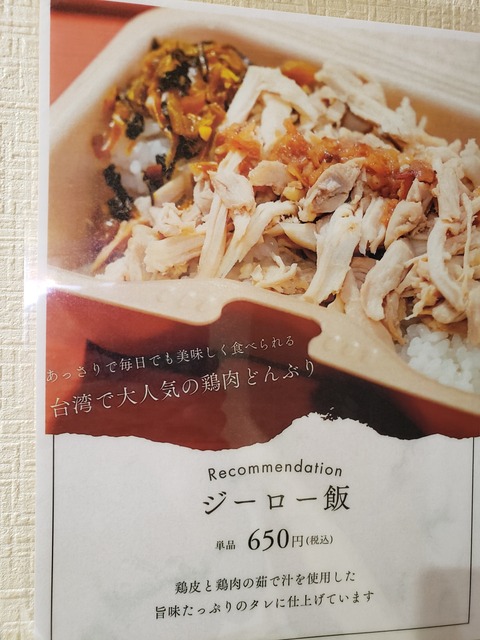 あっさりで毎日でも美味しく食べられる
台湾で大人気の鶏肉どんぶり
Recommendation
ジーロー飯
単品 650円(税込)
鶏皮と鶏肉の茹で汁を使用した
旨味たっぷりのタレに仕上げています